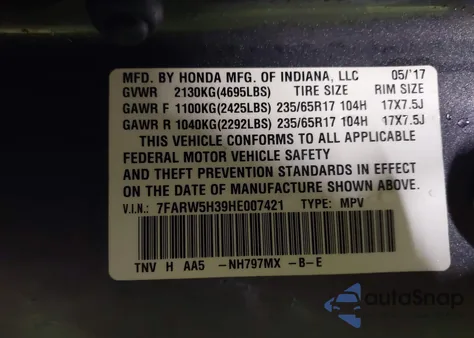 MFD. BY HONDA MFG. OF INDIANA, LLC 05/'17
GVWR 2130KG(4695LBS) TIRE SIZE RIM SIZE
GAWR F 1100KG(2425LBS) 235/65R17 104H 17X7.5J
GAWR R 1040KG(2292LBS) 235/65R17 104H 17X7.5J
THIS VEHICLE CONFORMS TO ALL APPLICABLE
FEDERAL MOTOR VEHICLE SAFETY
AND THEFT PREVENTION STANDARDS IN EFFECT
ON THE DATE OF MANUFACTURE SHOWN ABOVE.
V.I.N.: 7FARW5H39HE007421 TYPE: MPV
TNV H AA5 -NH797MX -B-E
autoSnap